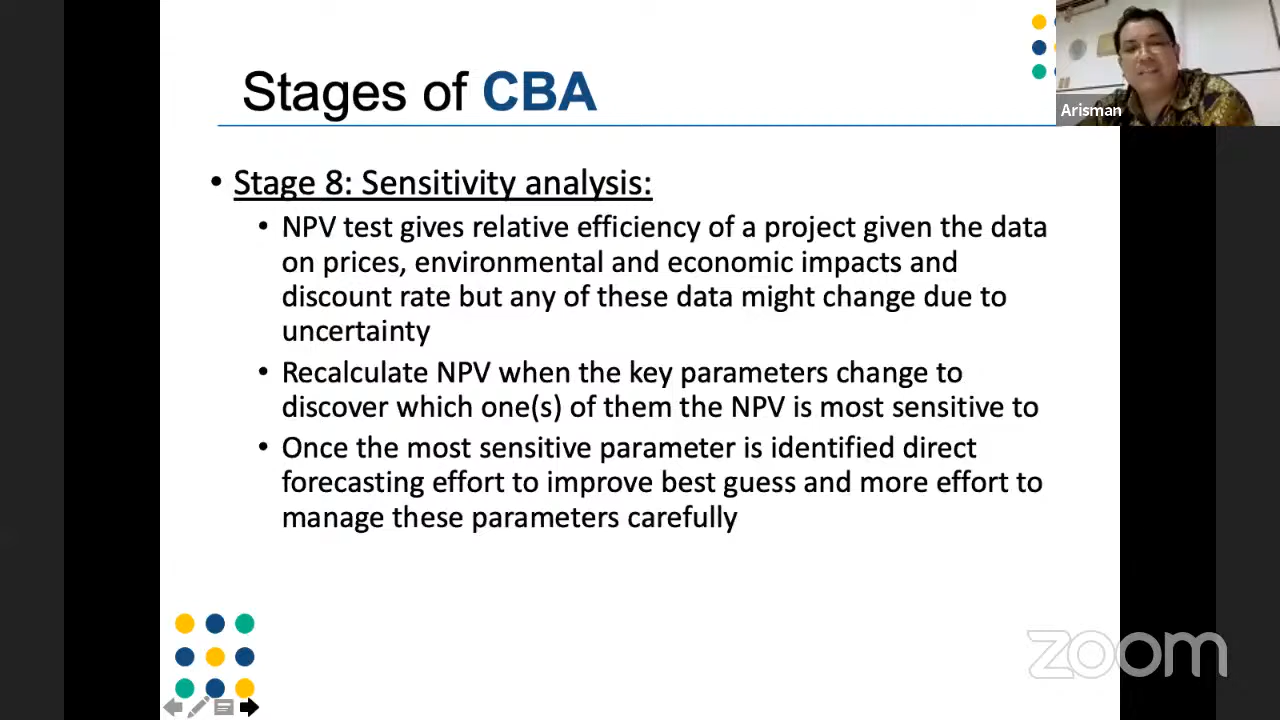 Stages of CBA
Arisman
• Stage 8: Sensitivity analysis:
• NPV test gives relative efficiency of a project given the data
on prices, environmental and economic impacts and
discount rate but any of these data might change due to
uncertainty
• Recalculate NPV when the key parameters change to
discover which one(s) of them the NPV is most sensitive to
• Once the most sensitive parameter is identified direct
forecasting effort to improve best guess and more effort to
manage these parameters carefully
zoom